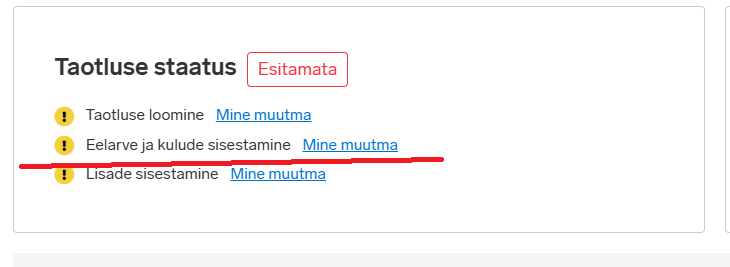 Taotluse staatus Esitamata
! Taotluse loomine Mine muutma
! Eelarve ja kulude sisestamine Mine muutma
! Lisade sisestamine Mine muutma